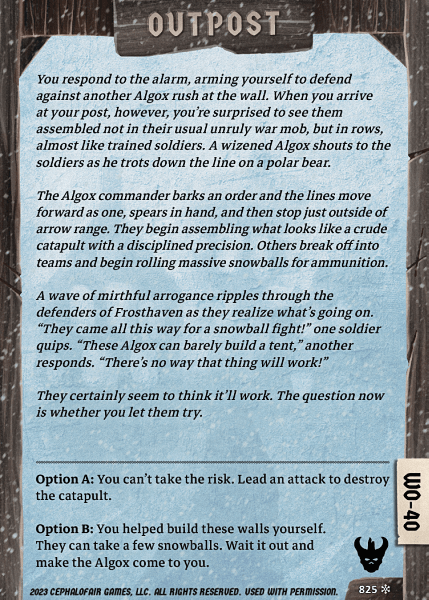 OUTPOST
You respond to the alarm, arming yourself to defend
against another Algox rush at the wall. When you arrive
at your post, however, you're surprised to see them
assembled not in their usual unruly war mob, but in rows,
almost like trained soldiers. A wizened Algox shouts to the
soldiers as he trots down the line on a polar bear.
The Algox commander barks an order and the lines move
forward as one, spears in hand, and then stop just outside of
arrow range. They begin assembling what looks like a crude
catapult with a disciplined precision. Others break off into
teams and begin rolling massive snowballs for ammunition.
A wave of mirthful arrogance ripples through the
defenders of Frosthaven as they realize what's going on.
“They came all this way for a snowball fight!” one soldier
quips. “These Algox can barely build a tent,” another
responds. “There's no way that thing will work!”
They certainly seem to think it'll work. The question now
is whether you let them try.
Option A: You can't take the risk. Lead an attack to destroy
the catapult.
Option B: You helped build these walls yourself.
They can take a few snowballs. Wait it out and
make the Algox come to you.
WO-40
2023 CEPHALOFAIR GAMES, LLC. ALL RIGHTS RESERVED. USED WITH PERMISSION.
825